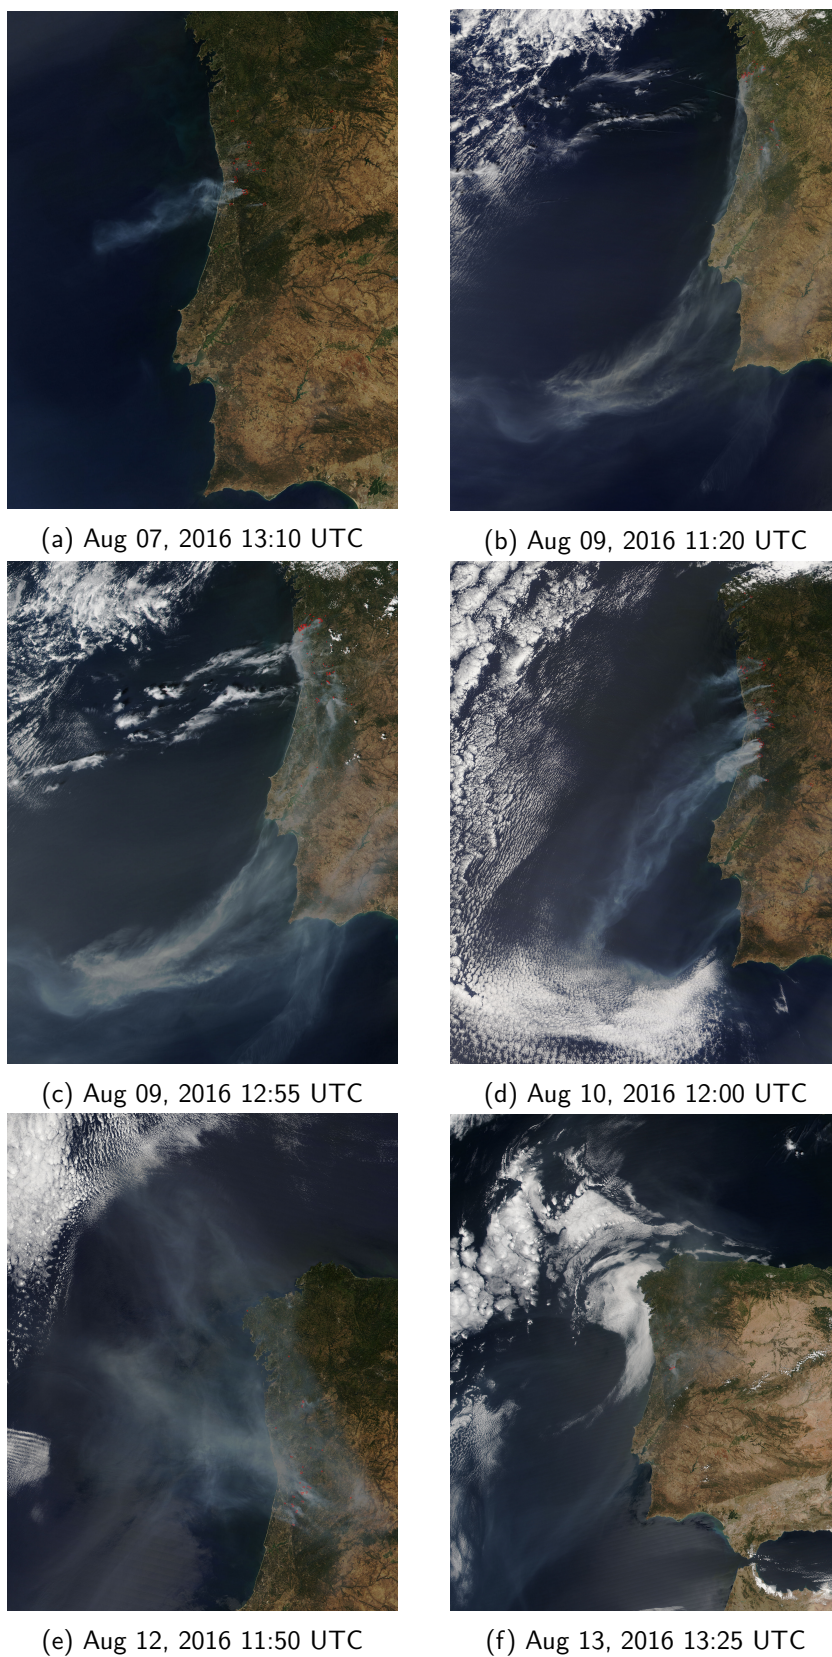 (a) Aug 07, 2016 13:10 UTC
(b) Aug 09, 2016 11:20 UTC
(c) Aug 09, 2016 12:55 UTC
(d) Aug 10, 2016 12:00 UTC
(e) Aug 12, 2016 11:50 UTC
(f) Aug 13, 2016 13:25 UTC